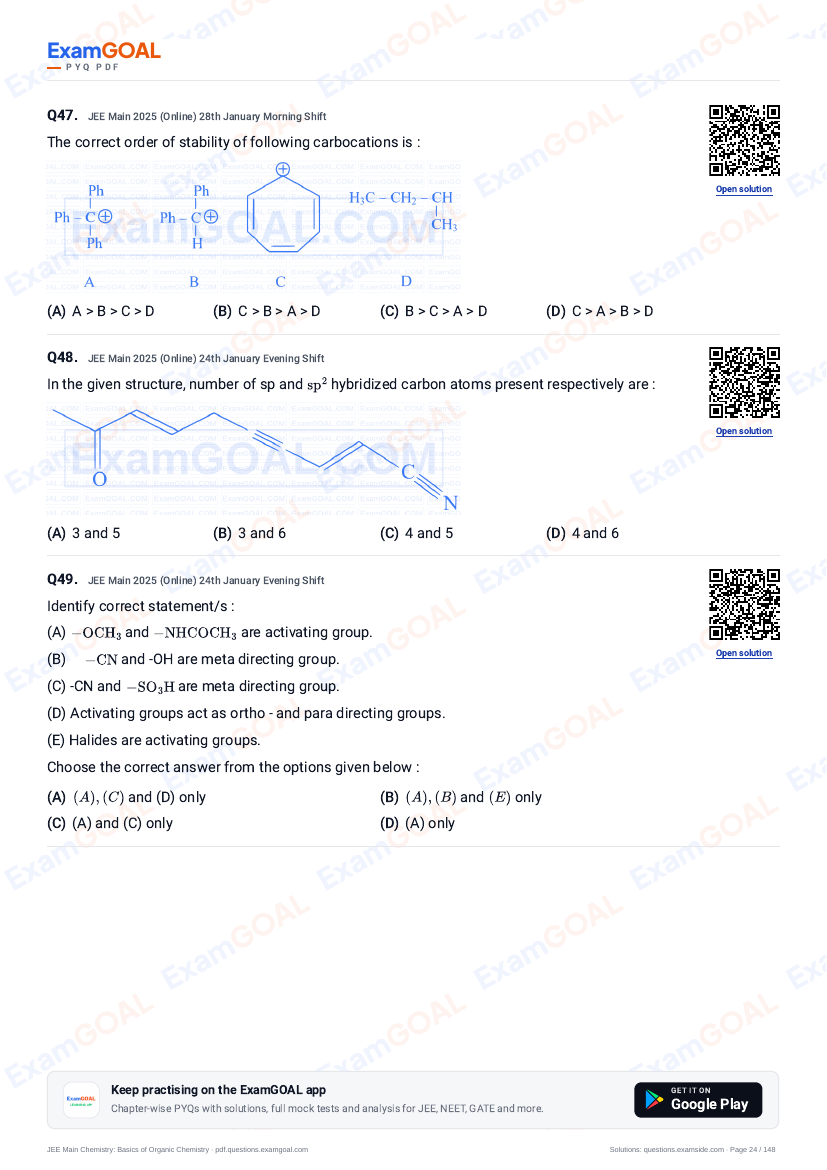 ExamGOAL
PYQ PDF
Q47. JEE Main 2025 (Online) 28th January Morning Shift
The correct order of stability of following carbocations is :
Open solution
Ph
Ph – C ⊕
Ph
A
Ph
Ph – C ⊕
H
B
⊕
C
H₃C – CH₂ – CH
CH₃
D
(A) A > B > C > D (B) C > B > A > D (C) B > C > A > D (D) C > A > B > D
Q48. JEE Main 2025 (Online) 24th January Evening Shift
In the given structure, number of sp and sp² hybridized carbon atoms present respectively are :
Open solution
O
C
N
ExamGOAL.COM
(A) 3 and 5 (B) 3 and 6 (C) 4 and 5 (D) 4 and 6
Q49. JEE Main 2025 (Online) 24th January Evening Shift
Identify correct statement/s :
Open solution
(A) −OCH₃ and −NHCOCH₃ are activating group.
(B) −CN and -OH are meta directing group.
(C) -CN and −SO₃H are meta directing group.
(D) Activating groups act as ortho - and para directing groups.
(E) Halides are activating groups.
Choose the correct answer from the options given below :
(A) (A), (C) and (D) only (B) (A), (B) and (E) only
(C) (A) and (C) only (D) (A) only
ExamGOAL
Keep practising on the ExamGOAL app
Chapter-wise PYQs with solutions, full mock tests and analysis for JEE, NEET, GATE and more.
GET IT ON
Google Play
JEE Main Chemistry: Basics of Organic Chemistry · pdf.questions.examgoal.com
Solutions: questions.examside.com · Page 24 / 148